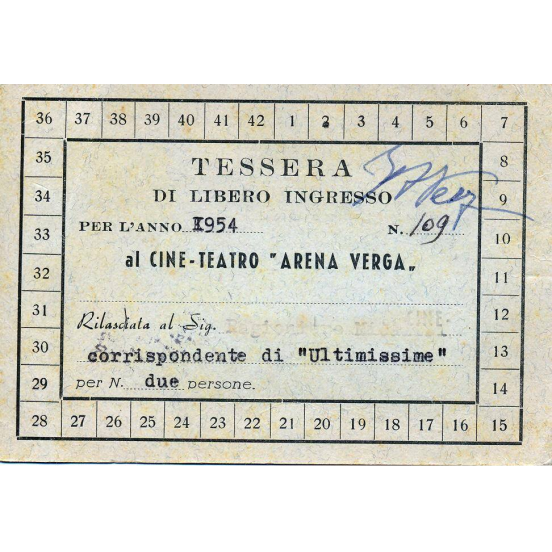 36 37 38 39 40 41 42 1 2 3 4 5 6 7
35 8
34 9
33 10
32 11
31 12
30 13
29 14
28 27 26 25 24 23 22 21 20 19 18 17 16 15
TESSERA
DI LIBERO INGRESSO
PER L'ANNO 1954 N. 109
al CINE-TEATRO "ARENA VERGA„
Rilasciata al Sig.
corrispondente di "Ultimissime"
per N. due persone.